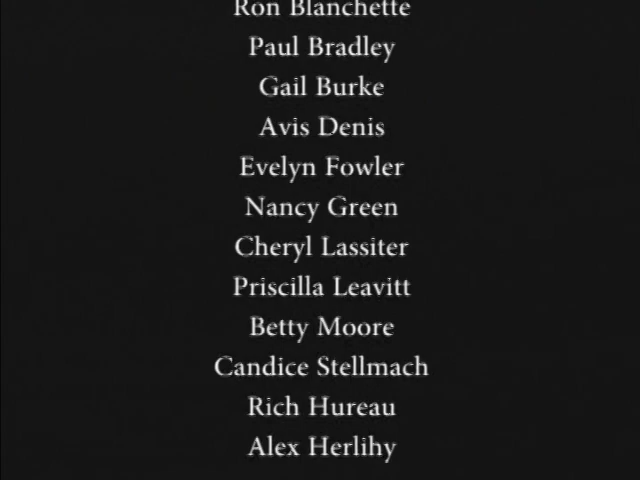 Ron Blanchette
Paul Bradley
Gail Burke
Avis Denis
Evelyn Fowler
Nancy Green
Cheryl Lassiter
Priscilla Leavitt
Betty Moore
Candice Stellmach
Rich Hureau
Alex Herlihy